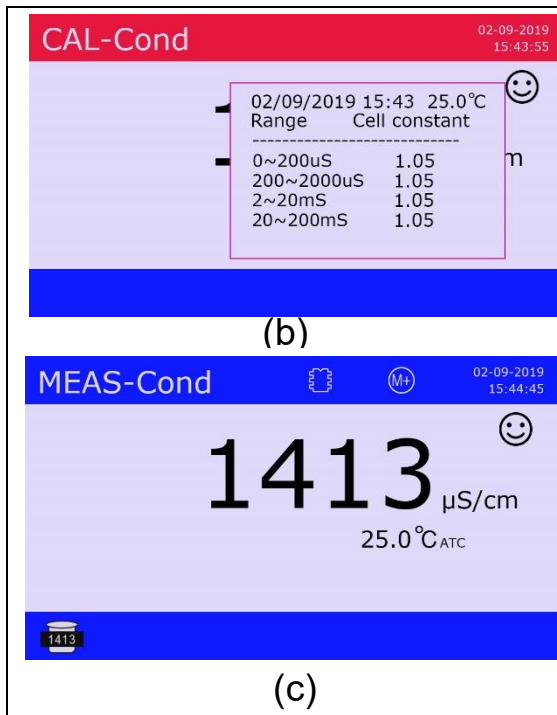 CAL-Cond
02-09-2019
15:43:55
02/09/2019 15:43 25.0℃
Range Cell constant
----------------------------
0~200uS 1.05
200~2000uS 1.05
2~20mS 1.05
20~200mS 1.05
m
(b)
MEAS-Cond
M+
02-09-2019
15:44:45
1413 µS/cm
25.0℃ ATC
1413
(c)